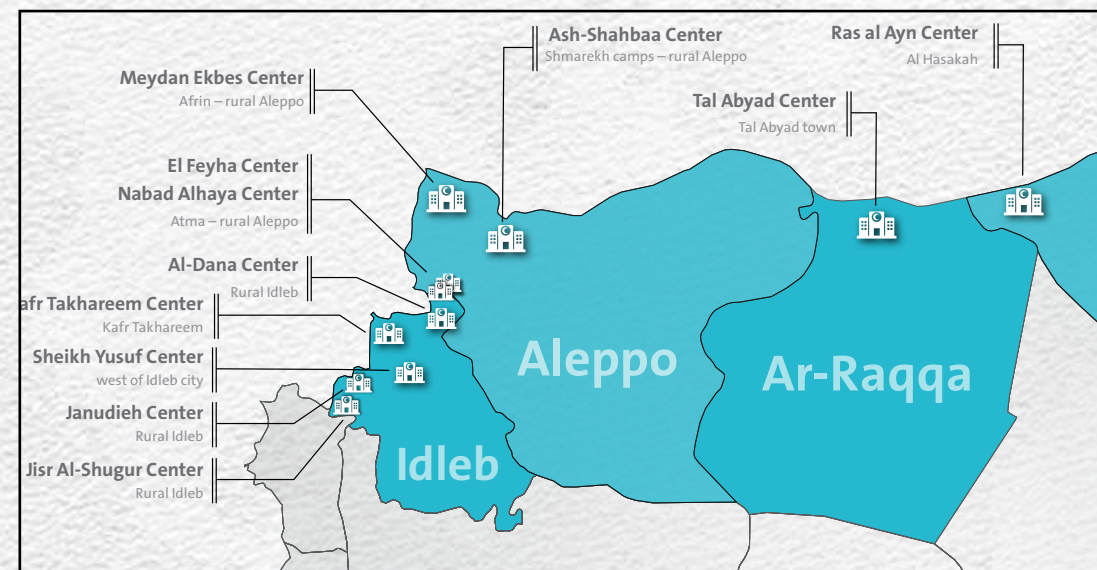 Ash-Shahbaa Center
Shmarekh camps – rural Aleppo
Ras al Ayn Center
Al Hasakah
Meydan Ekbes Center
Afrin – rural Aleppo
Tal Abyad Center
Tal Abyad town
El Feyha Center
Nabad Alhaya Center
Atma – rural Aleppo
Al-Dana Center
Rural Idleb
afr Takhareem Center
Kafr Takhareem
Sheikh Yusuf Center
west of Idleb city
Janudieh Center
Rural Idleb
Jisr Al-Shugur Center
Rural Idleb
Aleppo
Ar-Raqqa
Idleb